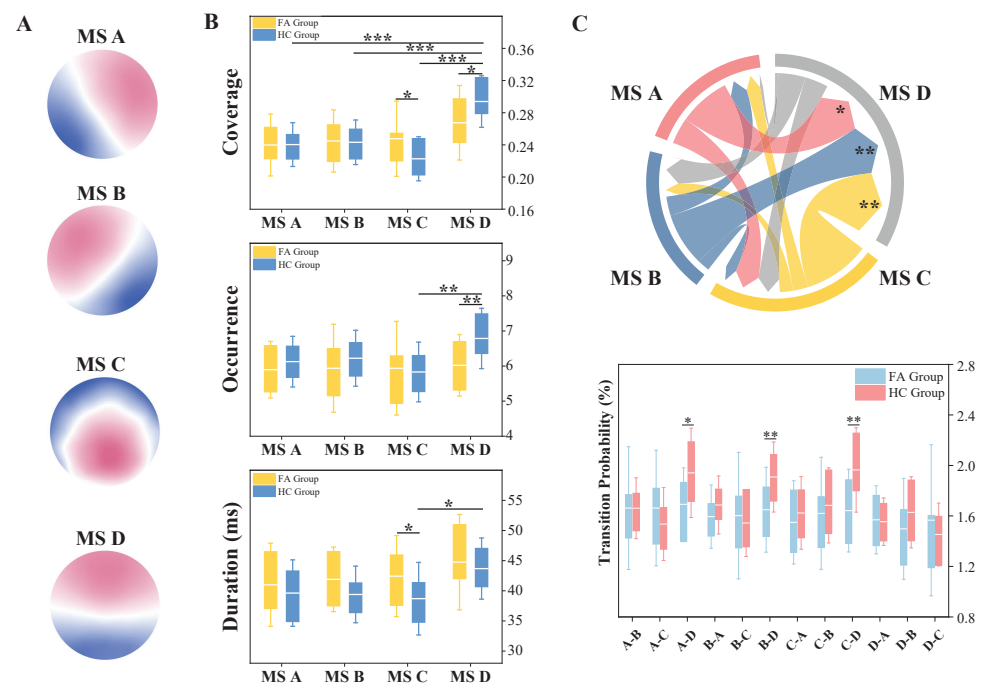 A
MS A
MS B
MS C
MS D
B
FA Group
HC Group
***
***
***
*
*
Coverage
0.36
0.32
0.28
0.24
0.20
0.16
MS A MS B MS C MS D
FA Group
HC Group
**
**
Occurrence
9
8
7
6
5
4
MS A MS B MS C MS D
FA Group
HC Group
*
*
Duration (ms)
55
50
45
40
35
30
MS A MS B MS C MS D
C
MS A
MS D
MS B
MS C
*
**
**
FA Group
HC Group
*
**
**
Transition Probability (%)
2.8
2.4
2.0
1.6
1.2
0.8
A-B A-C A-D B-A B-C B-D C-A C-B C-D D-A D-B D-C